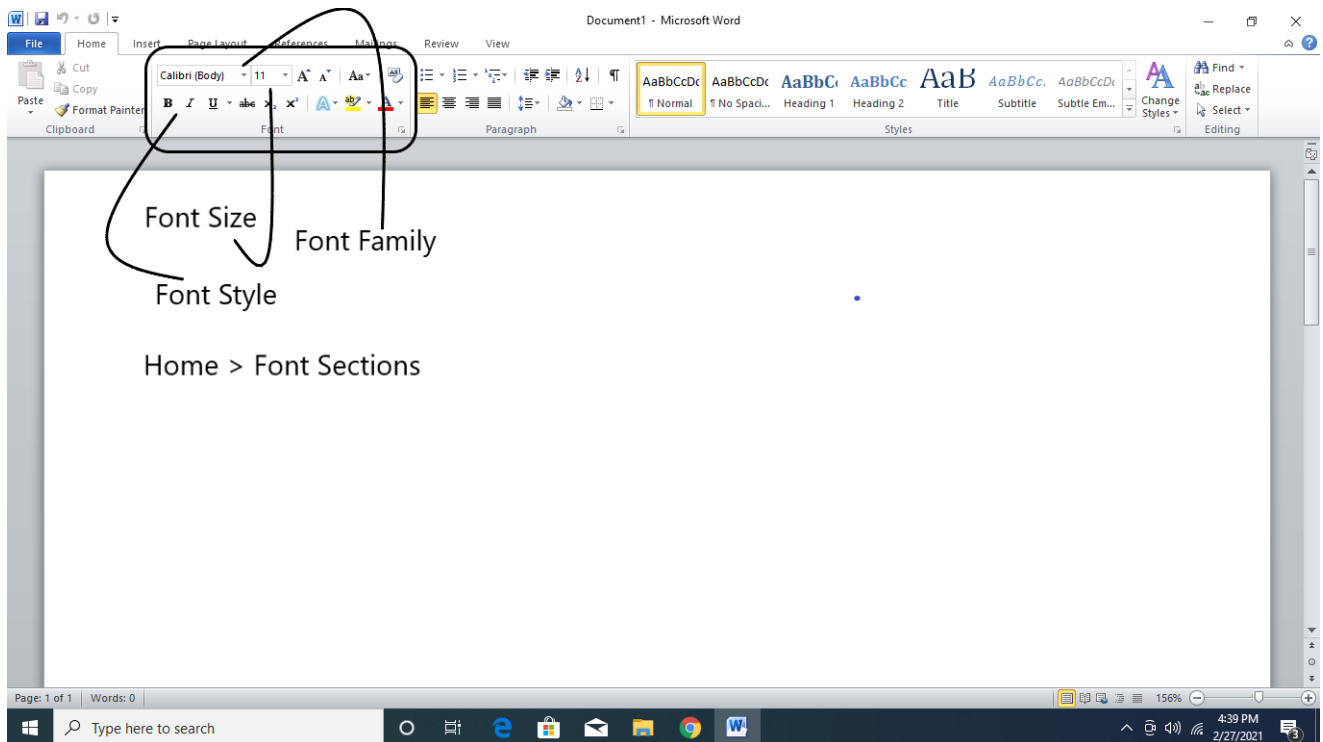 Document1 - Microsoft Word
File Home Insert Page Layout References Mailings Review View
Cut
Copy
Paste
Format Painter
Clipboard
Calibri (Body) 11
Font
Paragraph
AaBbCcDc AaBbCcDc AaBbC AaBbCc AaB AaBbCc. AaBbCcDc
¶ Normal ¶ No Spaci... Heading 1 Heading 2 Title Subtitle Subtle Em...
Change Styles
Styles
Find
Replace
Select
Editing
Font Size
Font Family
Font Style
Home > Font Sections
Page: 1 of 1 Words: 0
156%
Type here to search
4:39 PM
2/27/2021